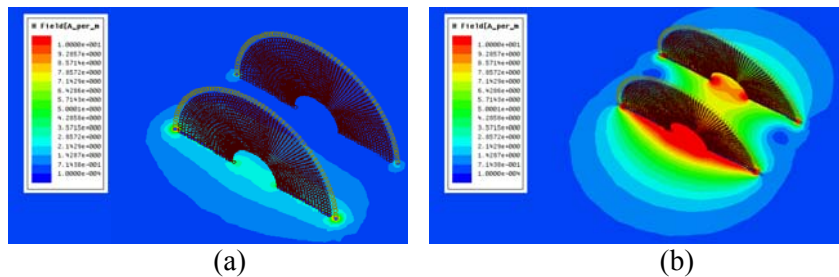 H Field[A_per_m
1.0000e+001
9.2857e+000
8.5714e+000
7.8572e+000
7.1429e+000
6.4286e+000
5.7143e+000
5.0001e+000
4.2858e+000
3.5715e+000
2.8572e+000
2.1429e+000
1.4287e+000
7.1438e-001
1.0000e-004
(a)
H Field[A_per_m
1.0000e+001
9.2857e+000
8.5714e+000
7.8572e+000
7.1429e+000
6.4286e+000
5.7143e+000
5.0001e+000
4.2858e+000
3.5715e+000
2.8572e+000
2.1429e+000
1.4287e+000
7.1438e-001
1.0000e-004
(b)